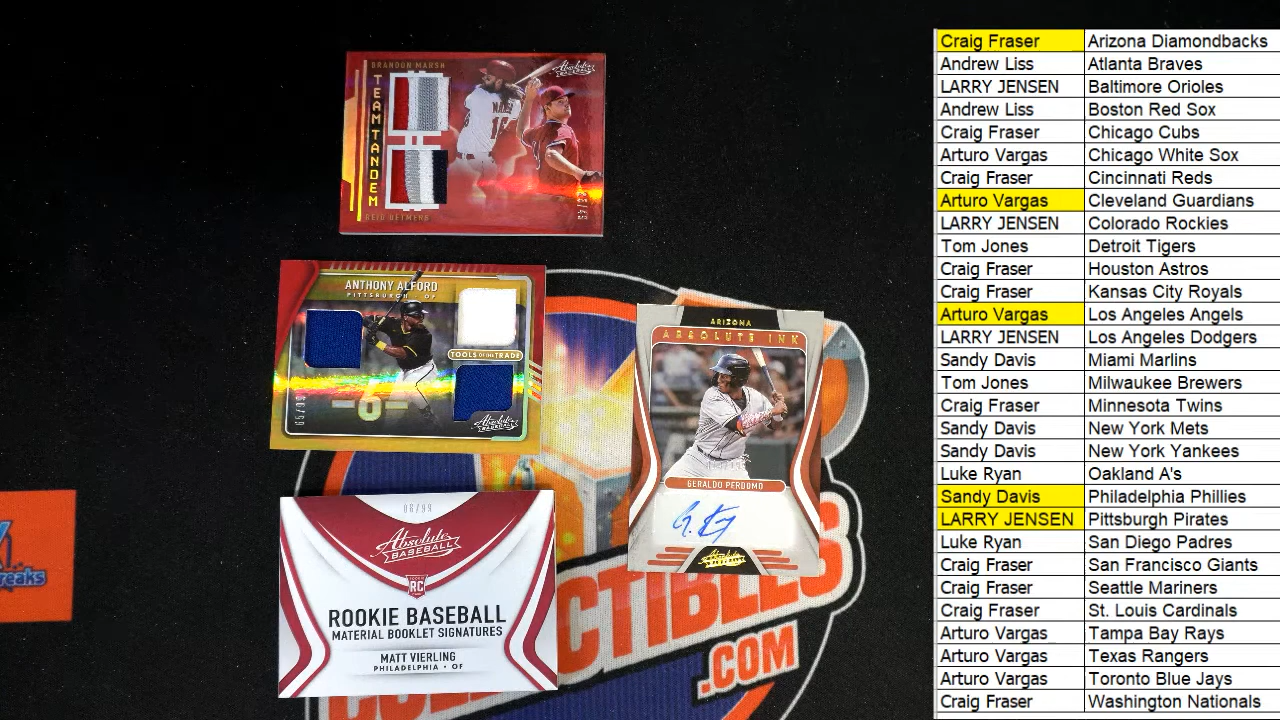 BRANDON MARSH
Absolute
TEAM TANDEM
REID DETMERS
ANTHONY ALFORD
PITTSBURGH • OF
TOOLS OF THE TRADE
-6-
Absolute
BASEBALL
ARIZONA
ABSOLUTE INK
GERALDO PERDOMO
Absolute
Absolute
BASEBALL
RC
ROOKIE BASEBALL
MATERIAL BOOKLET SIGNATURES
MATT VIERLING
PHILADELPHIA • OF
CTIBLES
.COM
reaks
Craig Fraser Arizona Diamondbacks
Andrew Liss Atlanta Braves
LARRY JENSEN Baltimore Orioles
Andrew Liss Boston Red Sox
Craig Fraser Chicago Cubs
Arturo Vargas Chicago White Sox
Craig Fraser Cincinnati Reds
Arturo Vargas Cleveland Guardians
LARRY JENSEN Colorado Rockies
Tom Jones Detroit Tigers
Craig Fraser Houston Astros
Craig Fraser Kansas City Royals
Arturo Vargas Los Angeles Angels
LARRY JENSEN Los Angeles Dodgers
Sandy Davis Miami Marlins
Tom Jones Milwaukee Brewers
Craig Fraser Minnesota Twins
Sandy Davis New York Mets
Sandy Davis New York Yankees
Luke Ryan Oakland A's
Sandy Davis Philadelphia Phillies
LARRY JENSEN Pittsburgh Pirates
Luke Ryan San Diego Padres
Craig Fraser San Francisco Giants
Craig Fraser Seattle Mariners
Craig Fraser St. Louis Cardinals
Arturo Vargas Tampa Bay Rays
Arturo Vargas Texas Rangers
Arturo Vargas Toronto Blue Jays
Craig Fraser Washington Nationals